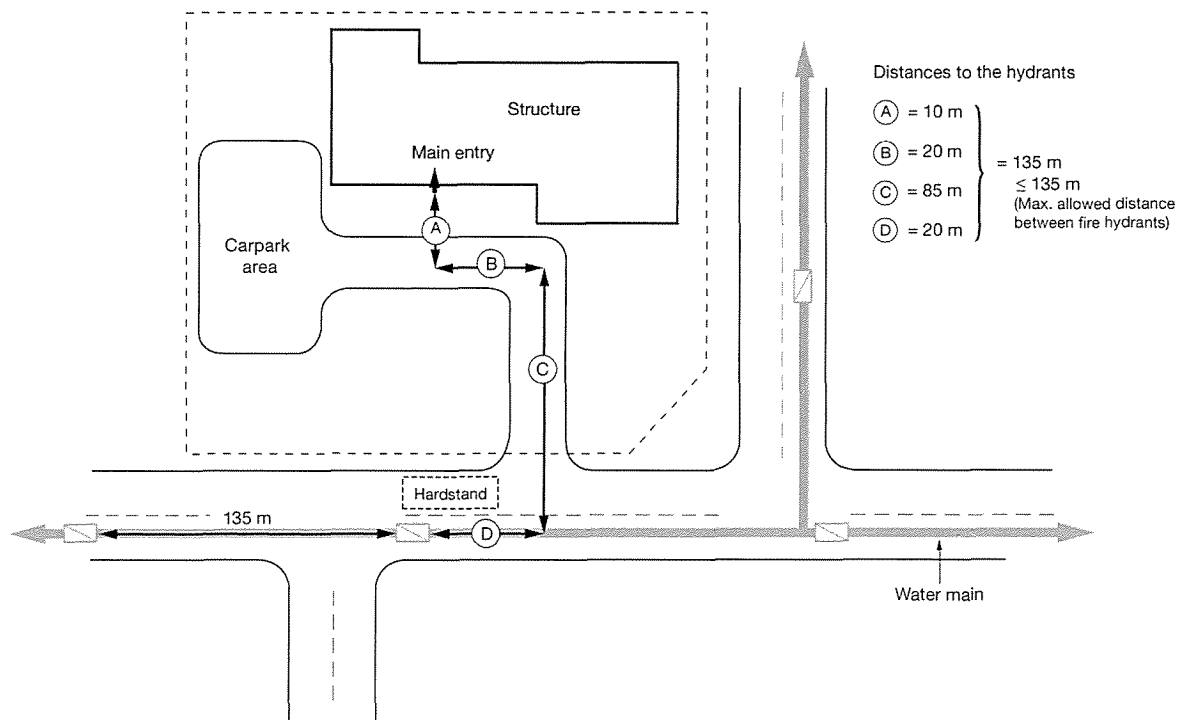 Structure
Main entry
Carpark
area
A
B
C
D
Hardstand
135 m
Water main
Distances to the hydrants
A = 10 m
B = 20 m
C = 85 m
D = 20 m
= 135 m
≤ 135 m
(Max. allowed distance
between fire hydrants)